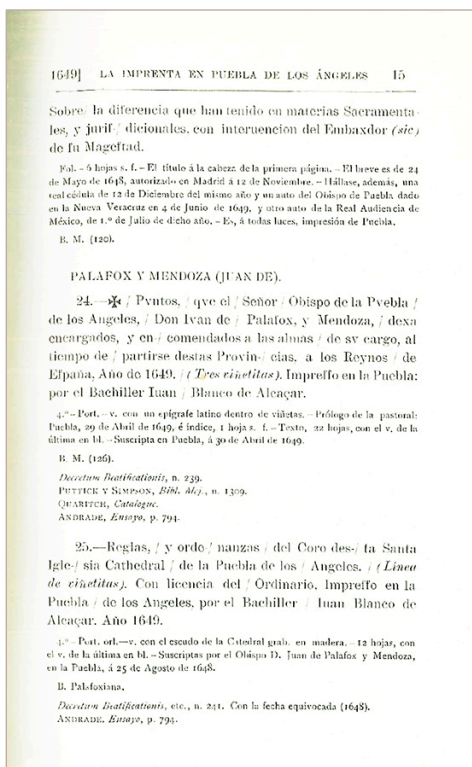 1649] LA IMPRENTA EN PUEBLA DE LOS ÁNGELES 15
Sobre/ la diferencia que han tenido en materias Sacramenta-
les, y jurif-/ dicionales, con interuencion del Embaxdor (sic)
de fu Mageftad.
Fol. – 6 hojas s. f. – El título á la cabeza de la primera página. – El breve es de 24
de Mayo de 1648, autorizado en Madrid á 12 de Noviembre. – Hállase, además, una
real cédula de 12 de Diciembre del mismo año y un auto del Obispo de Puebla dado
en la Nueva Veracruz en 4 de Junio de 1649, y otro auto de la Real Audiencia de
México, de 1.º de Julio de dicho año. – Es, á todas luces, impresión de Puebla.
B. M. (120).
PALAFOX Y MENDOZA (JUAN DE).
24.—✠ / Pvntos, / qve el / Señor / Obispo de la Pvebla /
de los Angeles, / Don Ivan de / Palafox, y Mendoza, / dexa
encargados, y en-/ comendados a las almas / de sv cargo, al
tiempo de / partirse destas Provin-/ cias, a los Reynos / de
Efpaña, Año de 1649. / (Tres viñetitas). Impreffo en la Puebla:
por el Bachiller Iuan / Blanco de Alcaçar.
4.º – Port. – v. con un epígrafe latino dentro de viñetas. – Prólogo de la pastoral:
Puebla, 29 de Abril de 1649, é índice, 1 hoja s. f. – Texto, 22 hojas, con el v. de la
última en bl. – Suscripta en Puebla, á 30 de Abril de 1649.
B. M. (126).
Decretum Beatificationis, n. 239.
PUTTICK Y SIMPSON, Bibl. Mej., n. 1309.
QUARITCH, Catalogue.
ANDRADE, Ensayo, p. 794.
25.—Reglas, / y ordo-/ nanzas / del Coro des-/ ta Santa
Igle-/ sia Cathedral / de la Puebla de los / Angeles. / (Línea
de viñetitas). Con licencia del / Ordinario, Impreffo en la
Puebla / de los Angeles, por el Bachiller / Iuan Blanco de
Alcaçar. Año 1649.
4.º – Port. orl.—v. con el escudo de la Catedral grab. en madera. – 12 hojas, con
el v. de la última en bl. – Suscriptas por el Obispo D. Juan de Palafox y Mendoza,
en la Puebla, á 25 de Agosto de 1648.
B. Palafoxiana.
Decretum Beatificationis, etc., n. 241. Con la fecha equivocada (1648).
ANDRADE, Ensayo, p. 794.